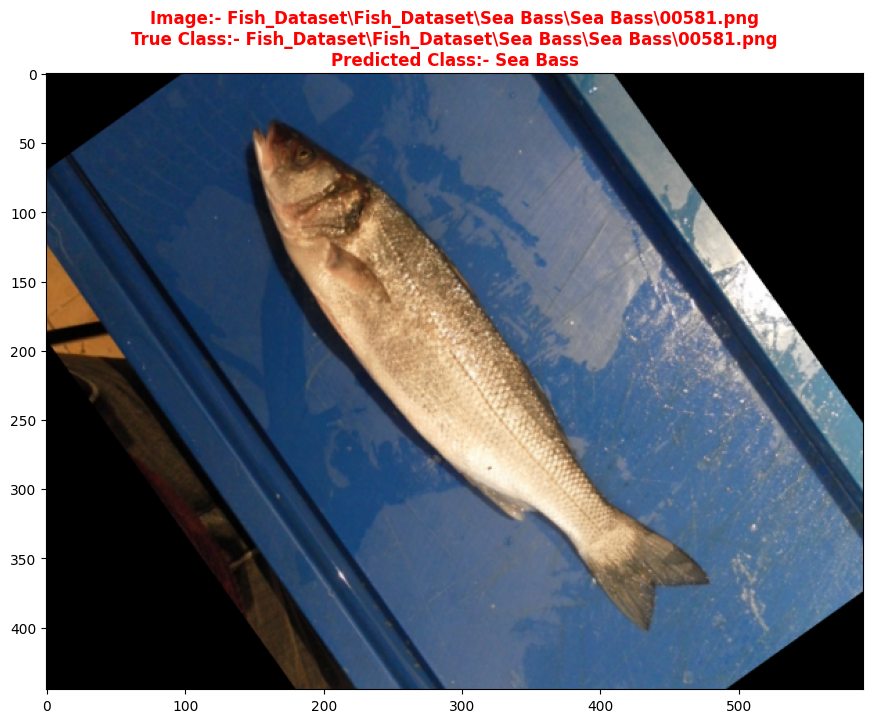 Image:- Fish_Dataset\Fish_Dataset\Sea Bass\Sea Bass\00581.png
True Class:- Fish_Dataset\Fish_Dataset\Sea Bass\Sea Bass\00581.png
Predicted Class:- Sea Bass
0
50
100
150
200
250
300
350
400
0 100 200 300 400 500